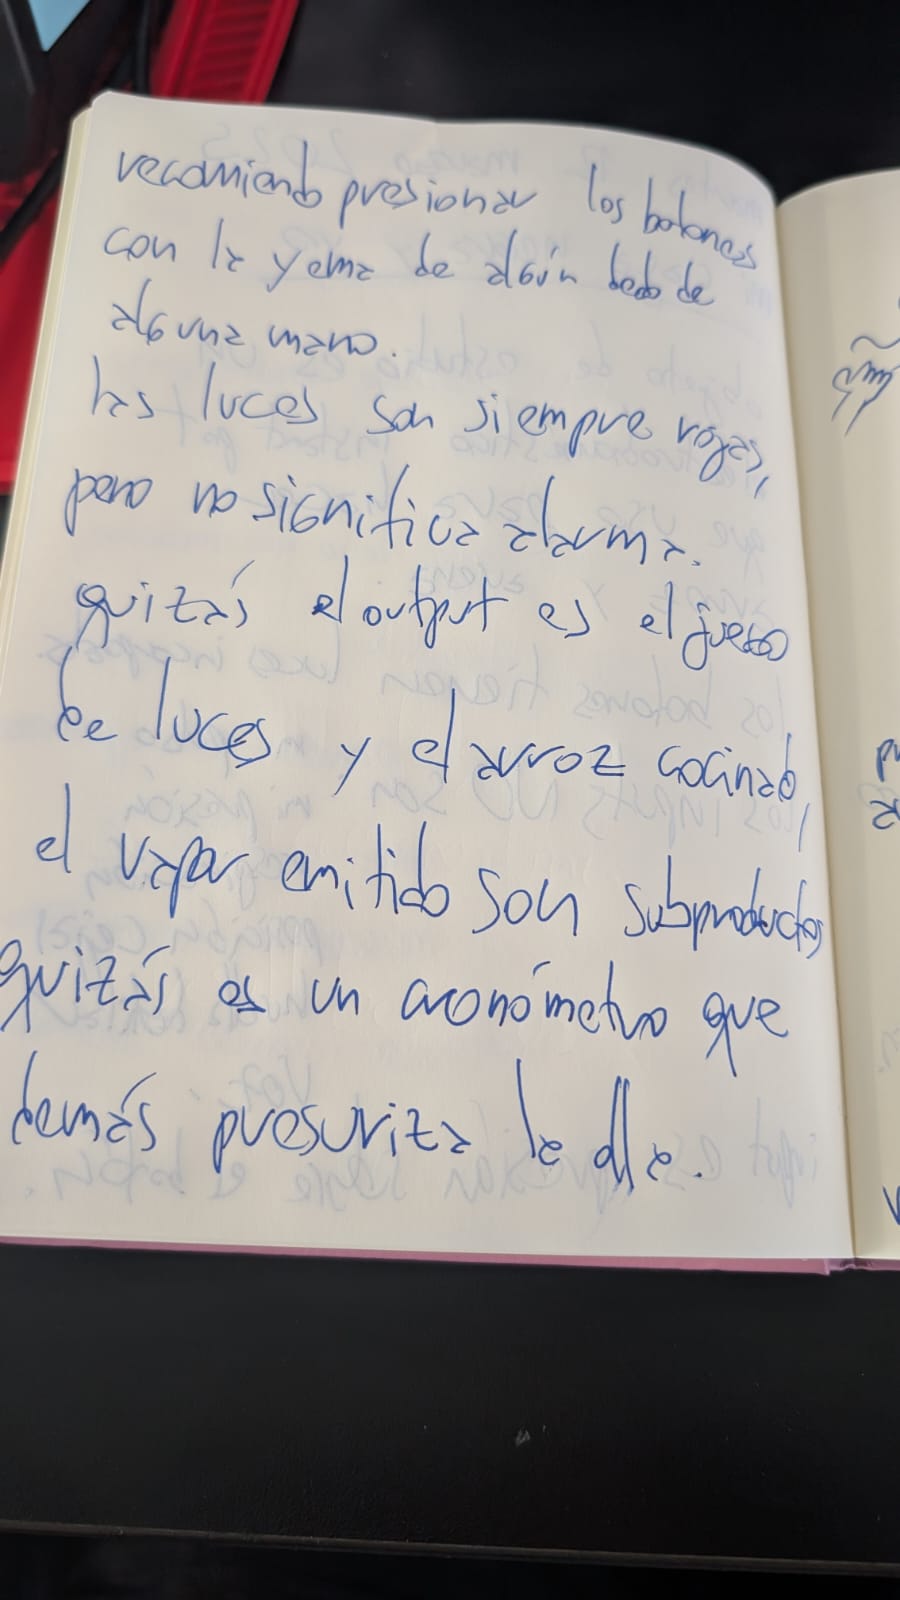 recomiendo presionar los botones
con la yema de algún dedo de
alguna mano.
las luces son siempre rojas,
pero no significa alarma.
quizás el output es el juego
de luces y el arroz cocinado,
el vapor emitido son subproductos
quizás es un cronómetro que
demás presuriza la olla.